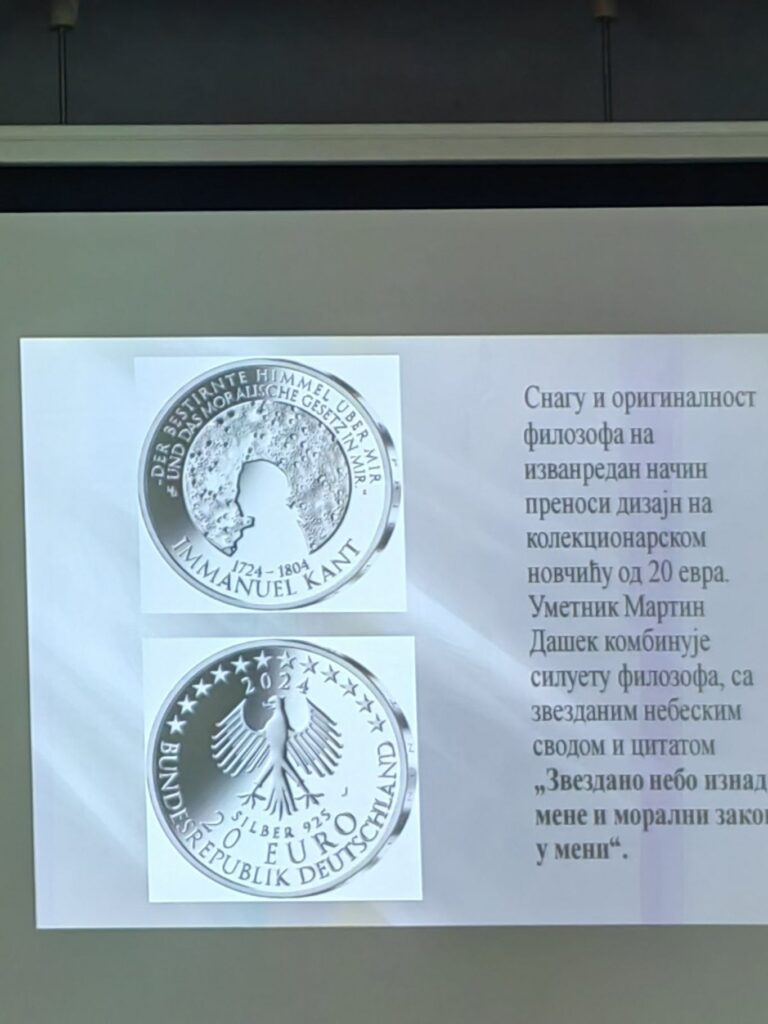 „DER BESTIRNTE HIMMEL ÜBER MIR
UND DAS MORALISCHE GESETZ IN MIR.“
1724 – 1804
IMMANUEL KANT
2024
SILBER 925 J
20 EURO
BUNDESREPUBLIK DEUTSCHLAND
Снагу и оригиналност
филозофа на
изванредан начин
преноси дизајн на
колекционарском
новчићу од 20 евра.
Уметник Мартин
Дашек комбинује
силуету филозофа, са
звезданим небеским
сводом и цитатом
„Звездано небо изнад
мене и морални закон
у мени“.